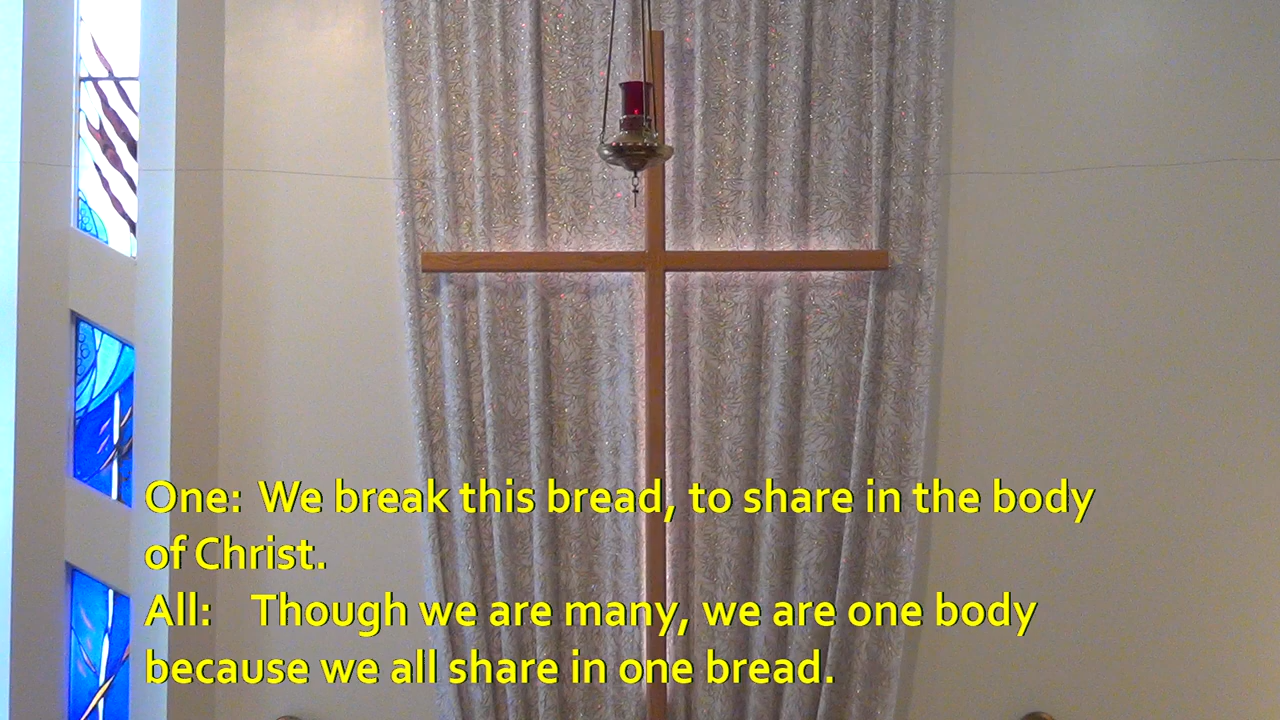 One: We break this bread, to share in the body
of Christ.
All: Though we are many, we are one body
because we all share in one bread.